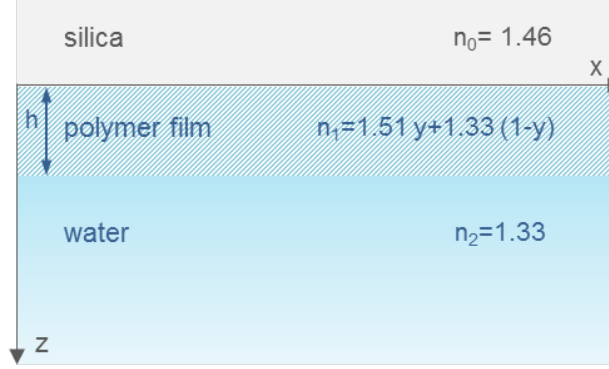 silica n₀= 1.46
x
h polymer film n₁=1.51 y+1.33 (1-y)
water n₂=1.33
z